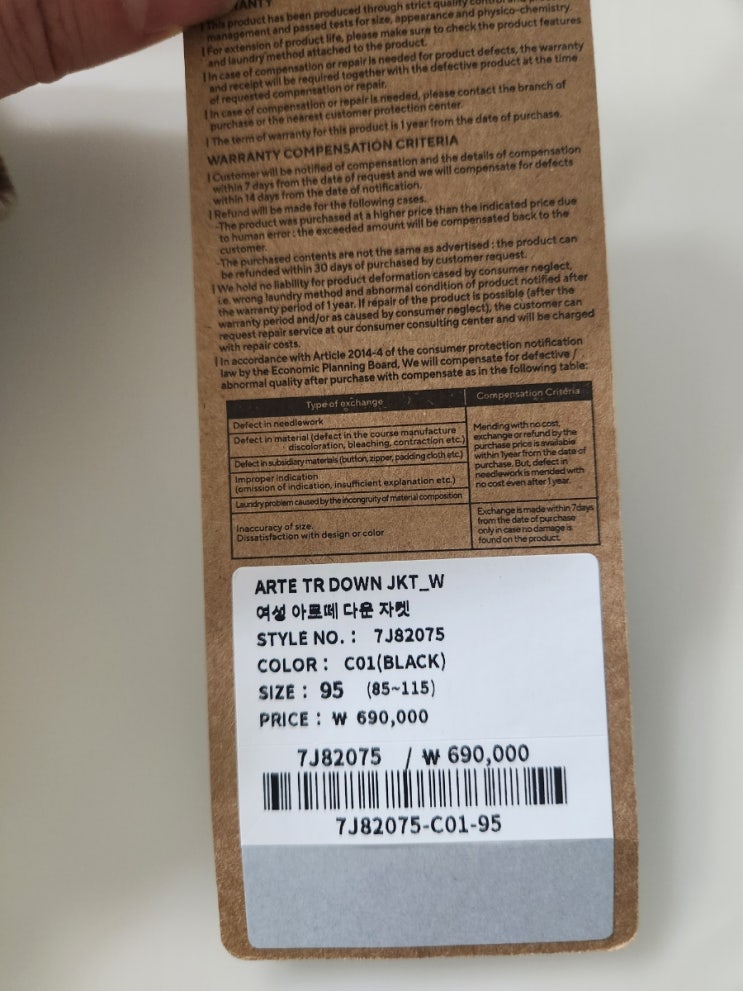 ANTY
| This product has been produced through strict quality control and
management and passed tests for size, appearance and physico-chemistry.
| For extension of product life, please make sure to check the product features
and laundry method attached to the product.
| In case of compensation or repair is needed for product defects, the warranty
and receipt will be required together with the defective product at the time
of requested compensation or repair.
| In case of compensation or repair is needed, please contact the branch of
purchase or the nearest customer protection center.
| The term of warranty for this product is 1 year from the date of purchase.
WARRANTY COMPENSATION CRITERIA
| Customer will be notified of compensation and the details of compensation
within 7 days from the date of request and we will compensate for defects
within 14 days from the date of notification.
| Refund will be made for the following cases.
-The product was purchased at a higher price than the indicated price due
to human error : the exceeded amount will be compensated back to the
customer.
-The purchased contents are not the same as advertised : the product can
be refunded within 30 days of purchased by customer request.
| We hold no liability for product deformation cased by consumer neglect,
i.e. wrong laundry method and abnormal condition of product notified after
the warranty period of 1 year. If repair of the product is possible (after the
warranty period and/or as caused by consumer neglect), the customer can
request repair service at our consumer consulting center and will be charged
with repair costs.
| In accordance with Article 2014-4 of the consumer protection notification
law by the Economic Planning Board, We will compensate for defective /
abnormal quality after purchase with compensate as in the following table:
Type of exchange
Compensation Criteria
Defect in needlework
Defect in material (defect in the course manufacture
discoloration, bleaching, contraction etc.)
Defect in subsidiary materials (button, zipper, padding cloth etc.)
Improper indication
(omission of indication, insufficient explanation etc.)
Laundry problem caused by the incongruity of material composition
Mending with no cost,
exchange or refund by the
purchase price is available
within 1year from the date of
purchase. But, defect in
needlework is mended with
no cost even after 1 year.
Inaccuracy of size.
Dissatisfaction with design or color
Exchange is made within 7days
from the date of purchase
only in case no damage is
found on the product.
ARTE TR DOWN JKT_W
여성 아르떼 다운 자켓
STYLE NO. : 7J82075
COLOR : C01(BLACK)
SIZE : 95 (85~115)
PRICE : ₩ 690,000
7J82075 / ₩ 690,000
7J82075-C01-95